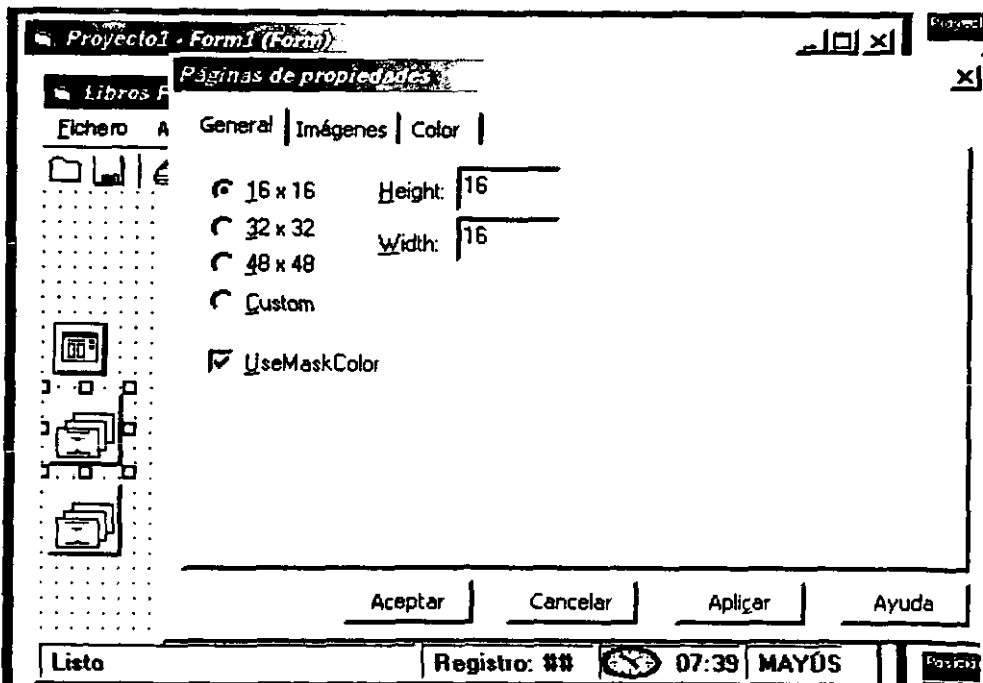 Proyecto1 - Form1 (Form)
Páginas de propiedades
Libros
Fichero A
General Imágenes Color
16 x 16 Height: 16
32 x 32 Width: 16
48 x 48
Custom
UseMaskColor
Aceptar Cancelar Aplicar Ayuda
Listo Registro: ## 07:39 MAYÚS